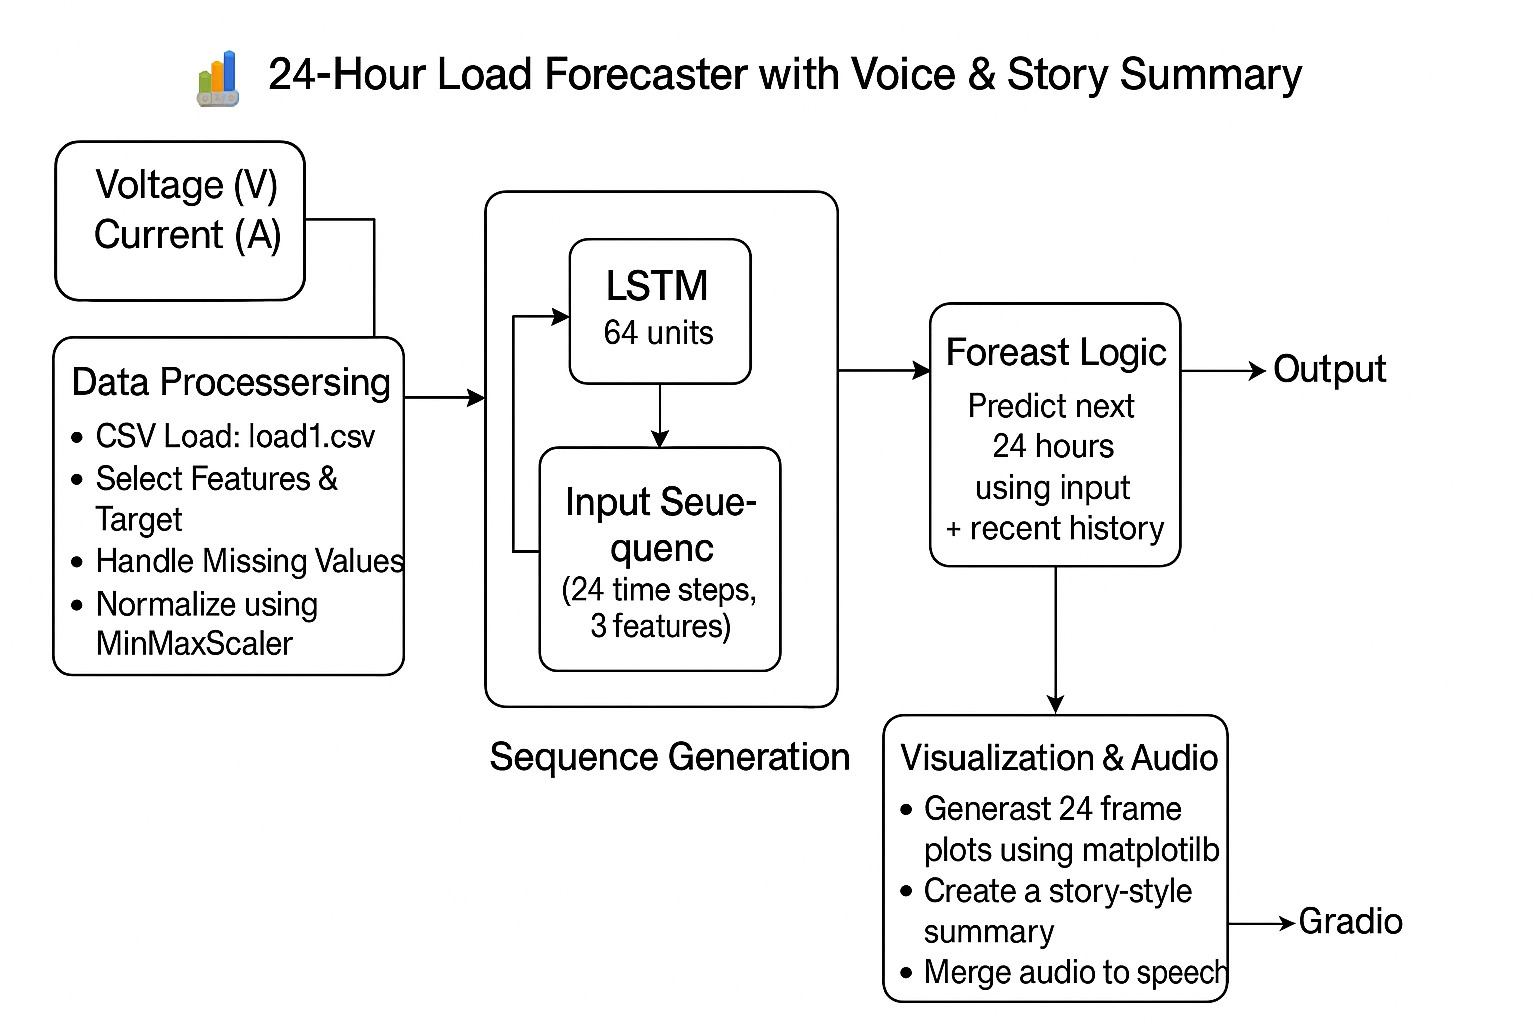 24-Hour Load Forecaster with Voice & Story Summary
Voltage (V)
Current (A)
Data Processersing
• CSV Load: load1.csv
• Select Features &
Target
• Handle Missing Values
• Normalize using
MinMaxScaler
LSTM
64 units
Input Seue-
quenc
(24 time steps,
3 features)
Sequence Generation
Foreast Logic
Predict next
24 hours
using input
+ recent history
Output
Visualization & Audio
• Generast 24 frame
plots using matplotilb
• Create a story-style
summary
• Merge audio to speech
Gradio